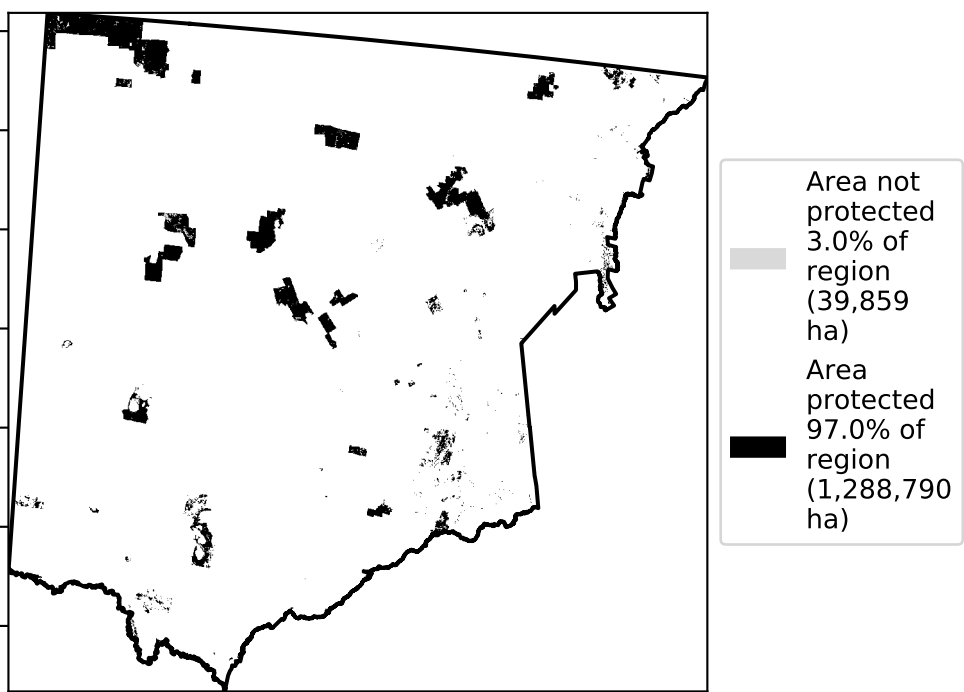 Area not
protected
3.0% of
region
(39,859
ha)
Area
protected
97.0% of
region
(1,288,790
ha)